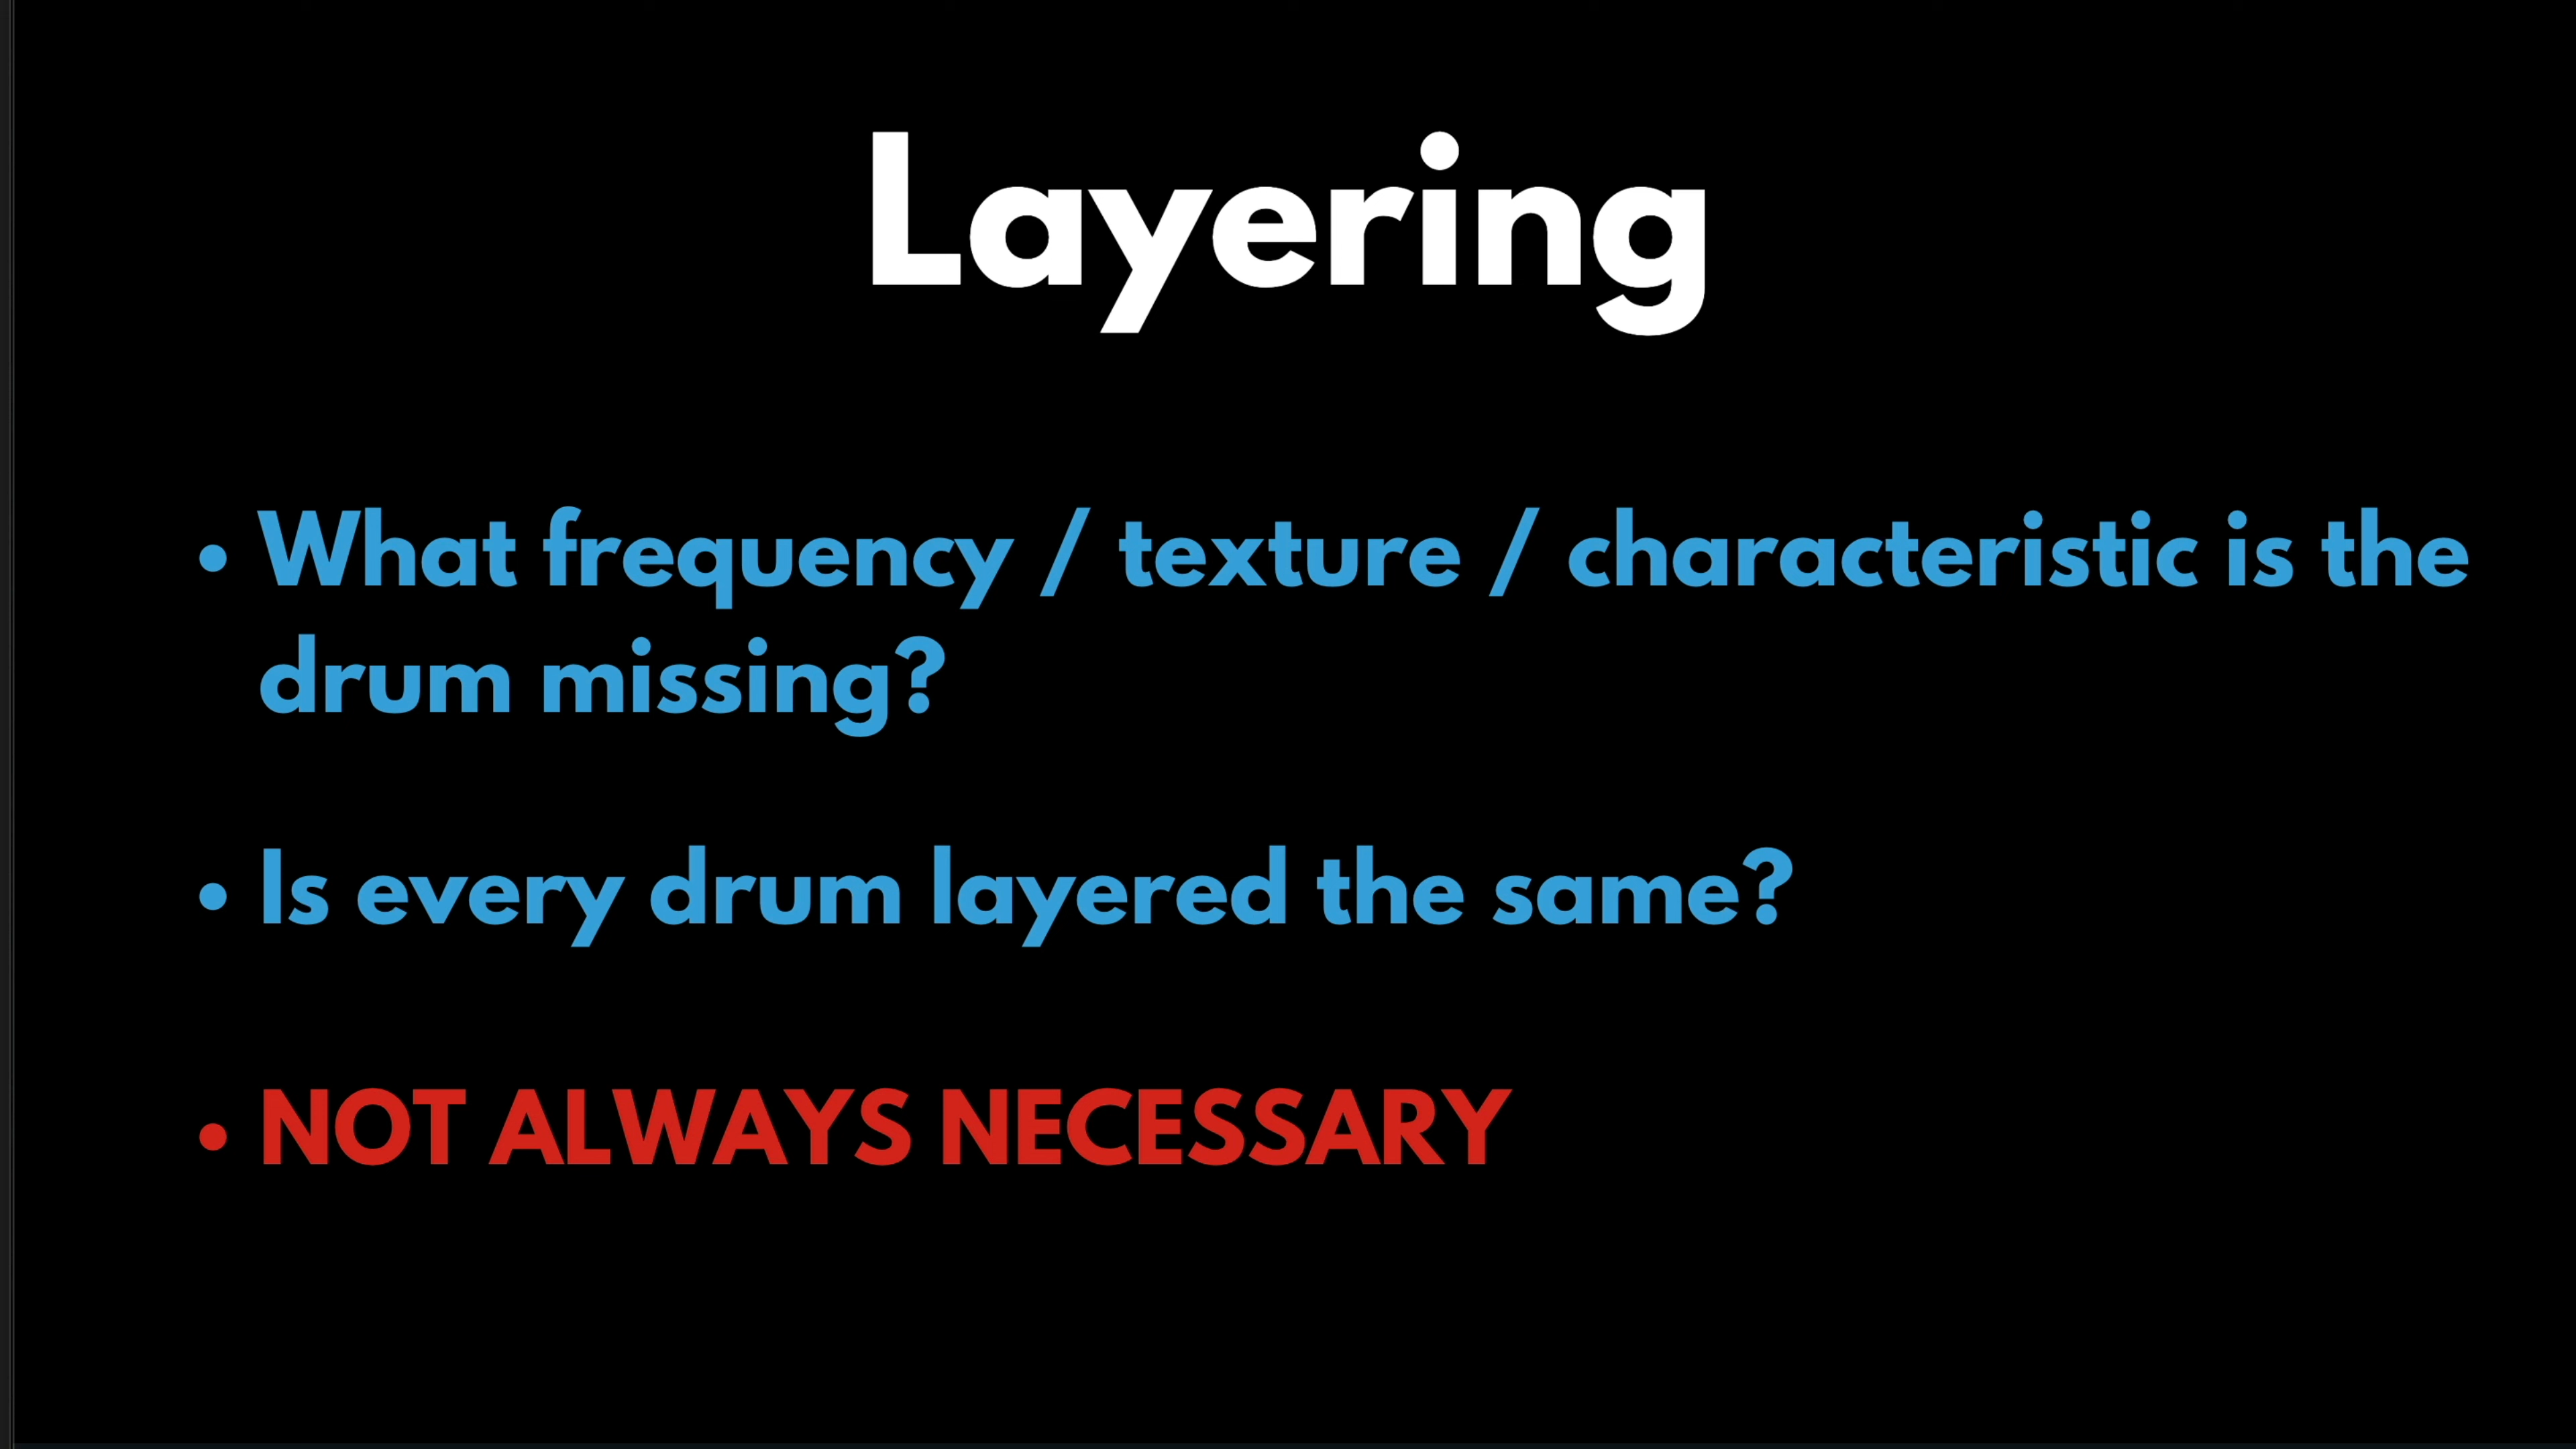 Layering
• What frequency / texture / characteristic is the
drum missing?
• Is every drum layered the same?
• NOT ALWAYS NECESSARY